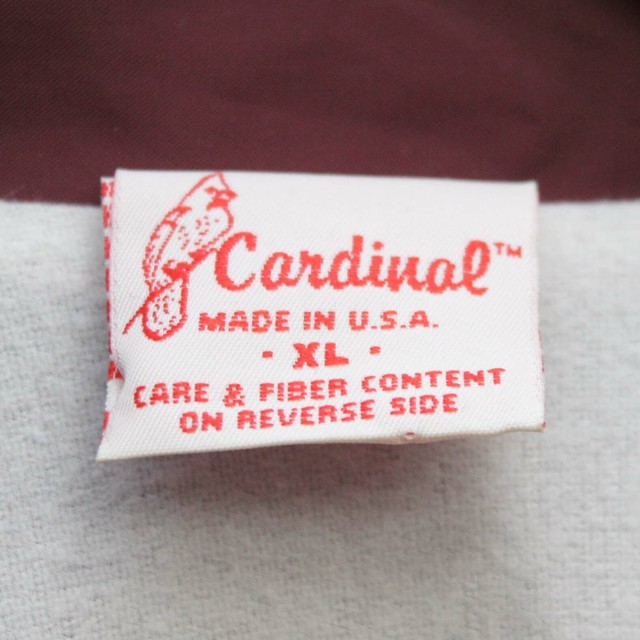 Cardinal™
MADE IN U.S.A.
- XL -
CARE & FIBER CONTENT
ON REVERSE SIDE